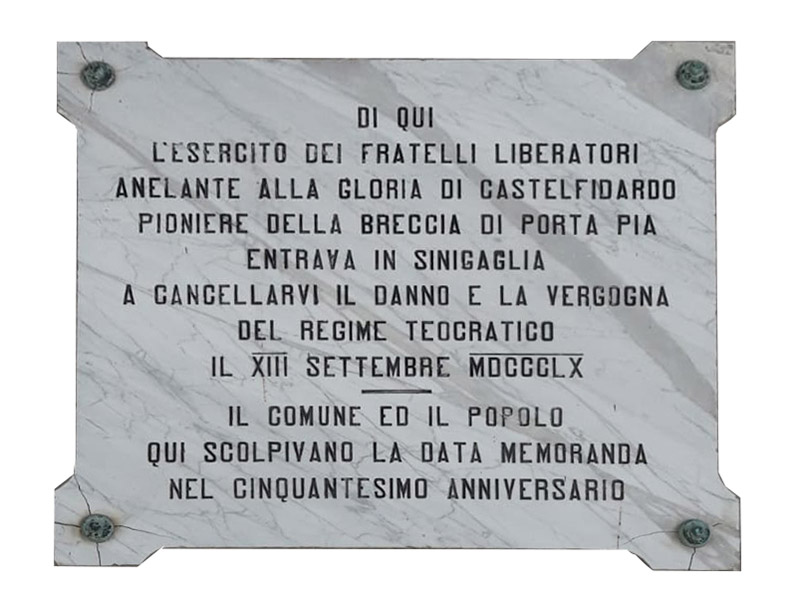 DI QUI
L'ESERCITO DEI FRATELLI LIBERATORI
ANELANTE ALLA GLORIA DI CASTELFIDARDO
PIONIERE DELLA BRECCIA DI PORTA PIA
ENTRAVA IN SINIGAGLIA
A CANCELLARVI IL DANNO E LA VERGOGNA
DEL REGIME TEOCRATICO
IL XIII SETTEMBRE MDCCCLX
IL COMUNE ED IL POPOLO
QUI SCOLPIVANO LA DATA MEMORANDA
NEL CINQUANTESIMO ANNIVERSARIO